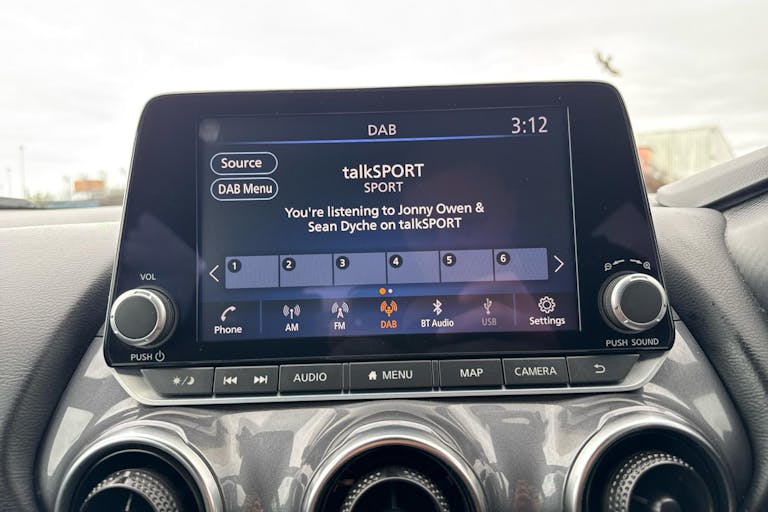 DAB
3:12
Source
DAB Menu
talkSPORT
SPORT
You're listening to Jonny Owen &
Sean Dyche on talkSPORT
1 2 3 4 5 6
Phone AM FM DAB BT Audio USB Settings
VOL
PUSH
PUSH SOUND
AUDIO MENU MAP CAMERA